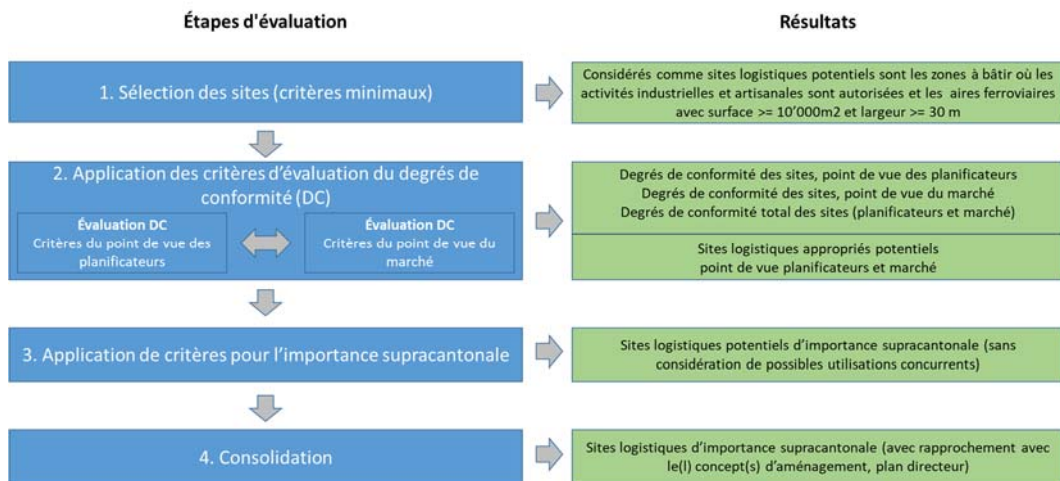 Étapes d'évaluation
Résultats
1. Sélection des sites (critères minimaux)
Considérés comme sites logistiques potentiels sont les zones à bâtir où les
activités industrielles et artisanales sont autorisées et les aires ferroviaires
avec surface >= 10'000m2 et largeur >= 30 m
2. Application des critères d'évaluation du degrés de
conformité (DC)
Évaluation DC
Critères du point de vue des
planificateurs
Évaluation DC
Critères du point de vue du
marché
Degrés de conformité des sites, point de vue des planificateurs
Degrés de conformité des sites, point de vue du marché
Degrés de conformité total des sites (planificateurs et marché)
Sites logistiques appropriés potentiels
point de vue planificateurs et marché
3. Application de critères pour l'importance supracantonale
Sites logistiques potentiels d'importance supracantonale (sans
considération de possibles utilisations concurrents)
4. Consolidation
Sites logistiques d'importance supracantonale (avec rapprochement avec
le(l) concept(s) d'aménagement, plan directeur)